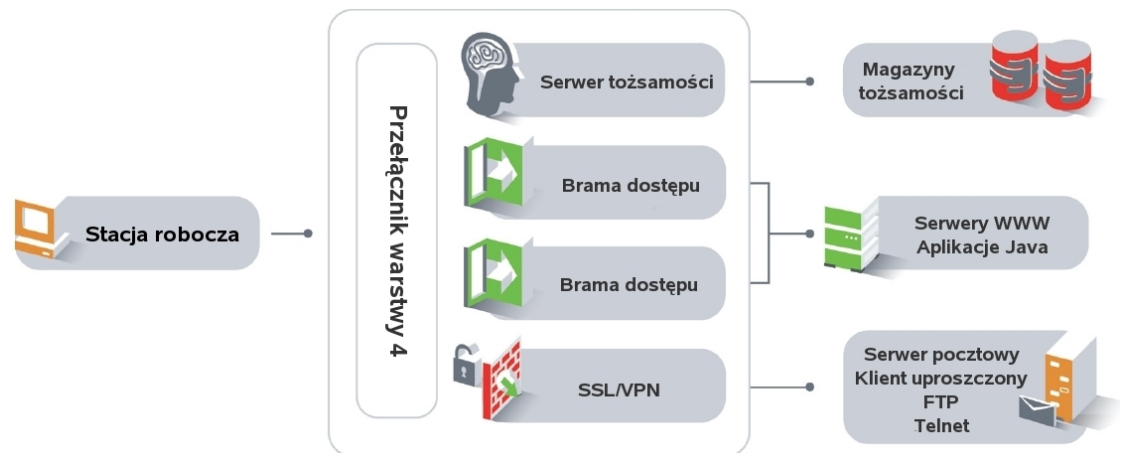 Stacja robocza
Przełącznik warstwy 4
Serwer tożsamości
Brama dostępu
Brama dostępu
SSL/VPN
Magazyny
tożsamości
Serwery WWW
Aplikacje Java
Serwer pocztowy
Klient uproszczony
FTP
Telnet